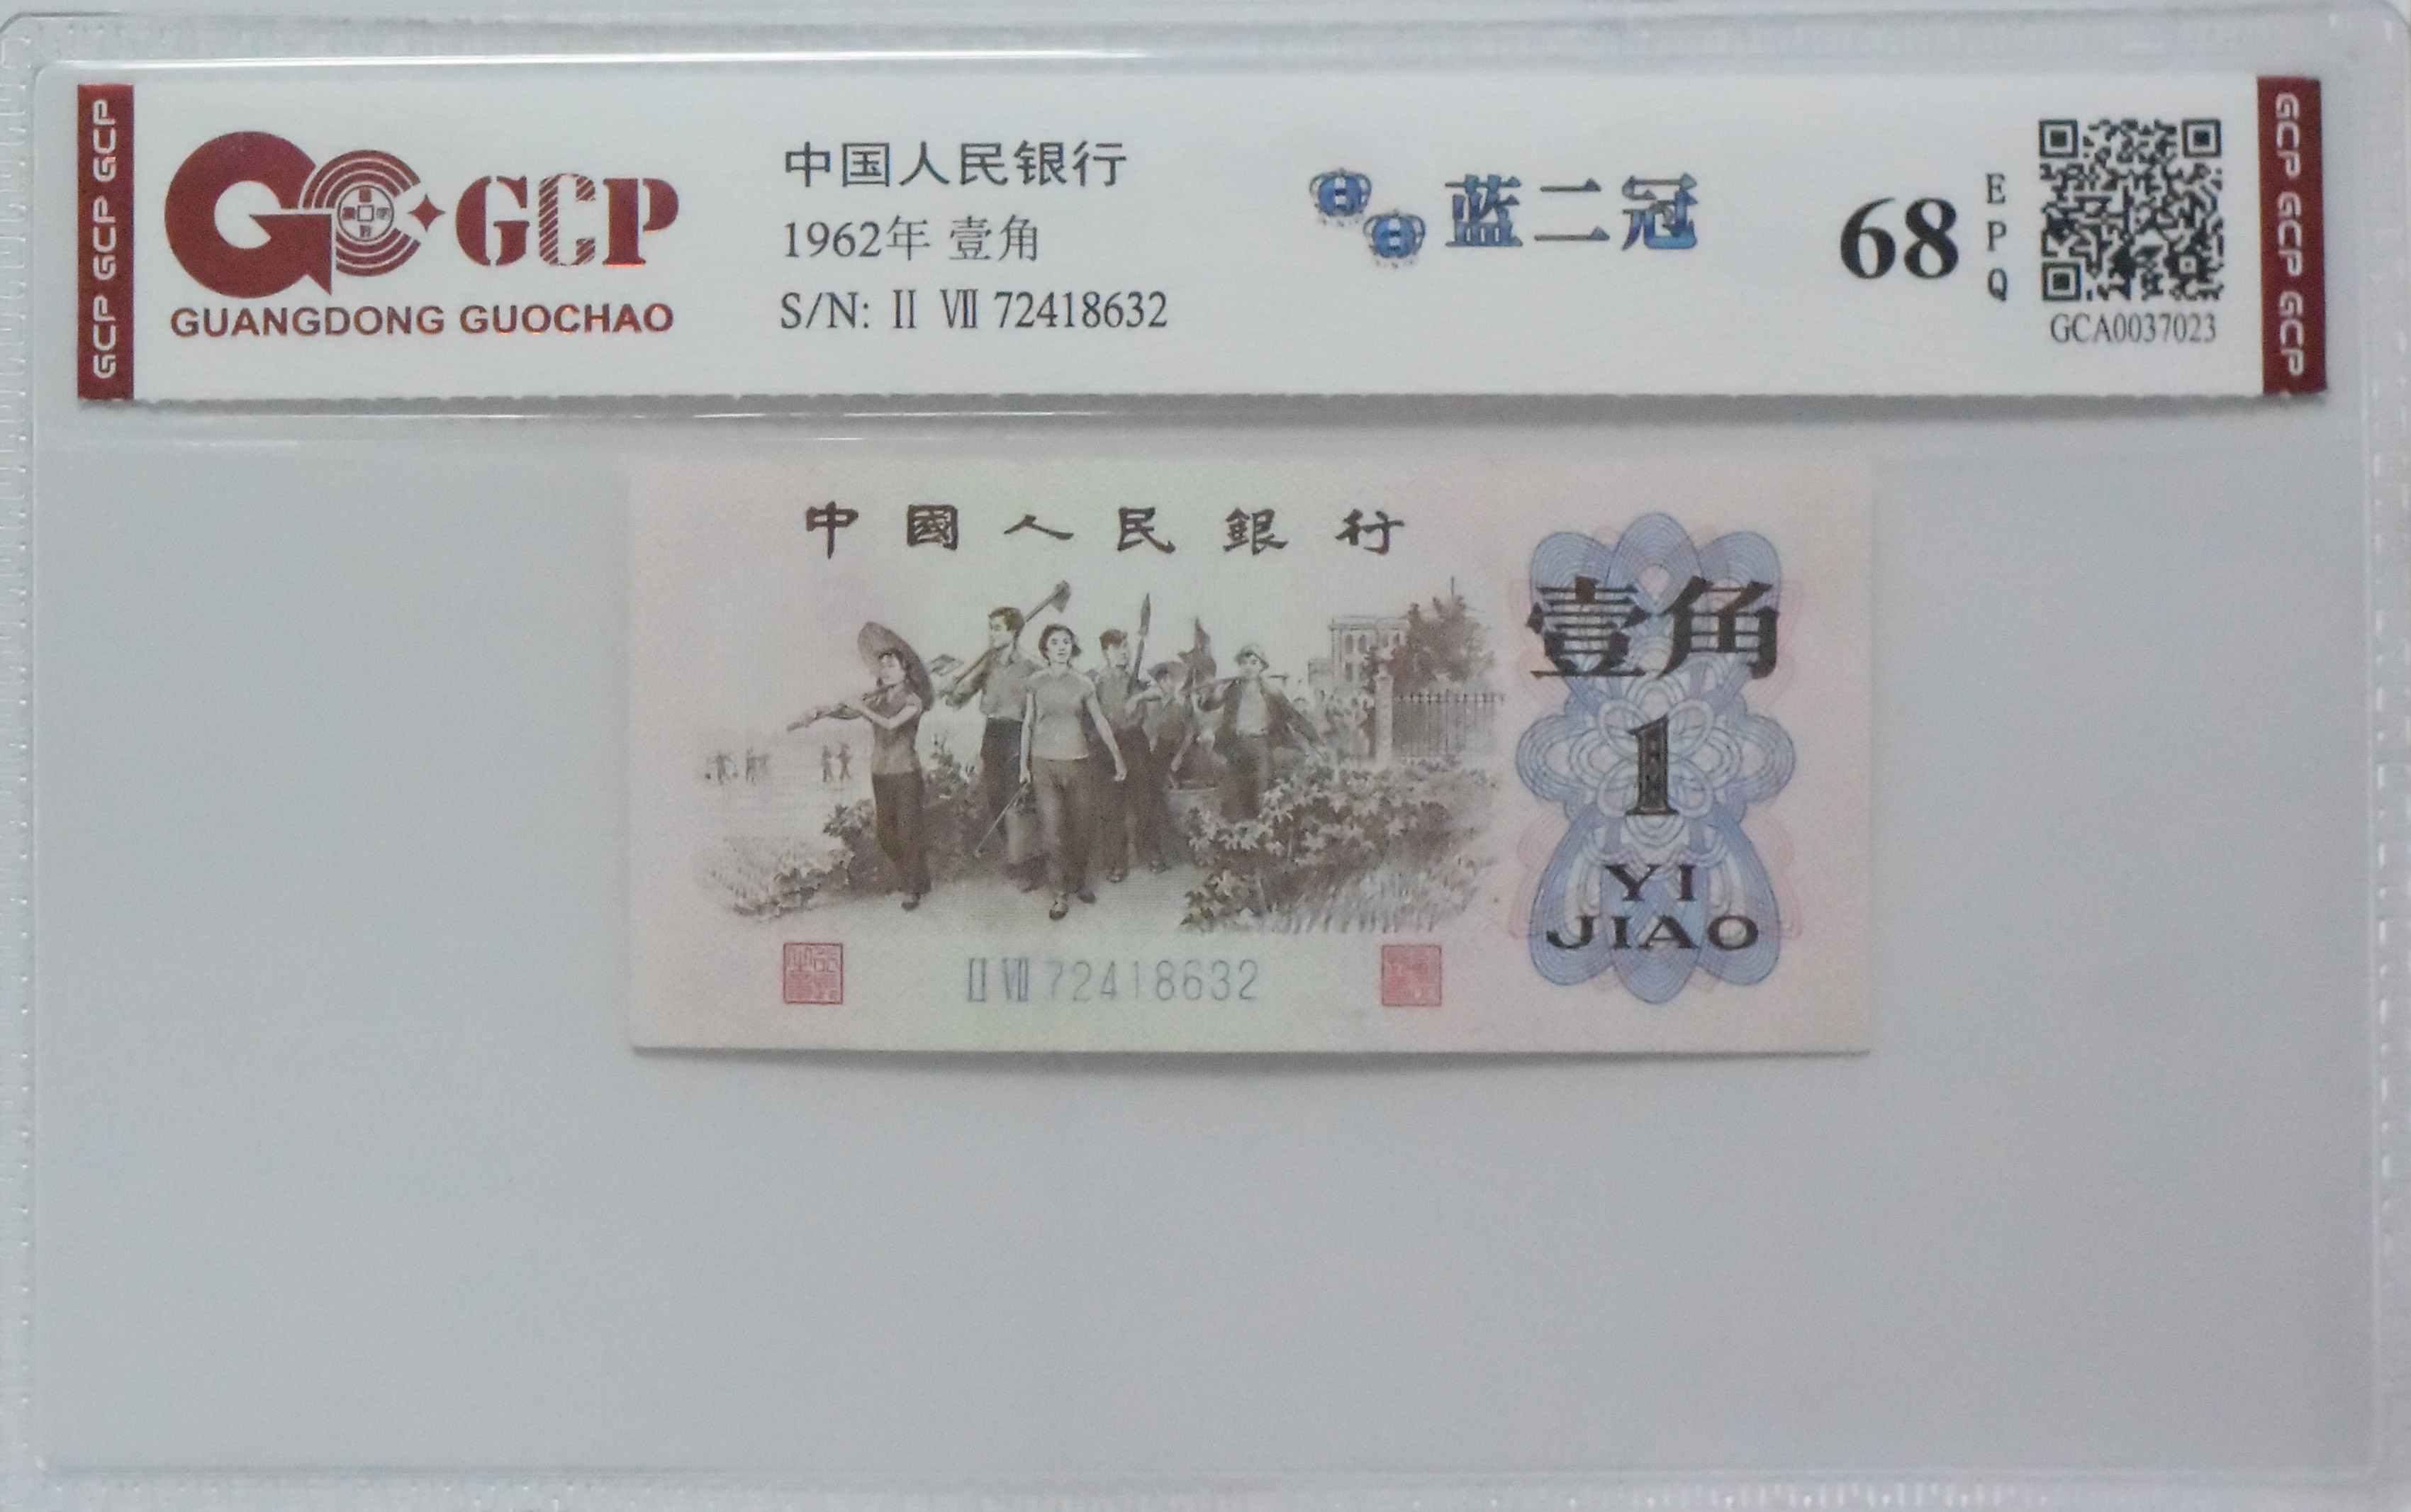 GCP GCP GCP
GCP
GUANGDONG GUOCHAO
中国人民银行
1962年 壹角
S/N: Ⅱ Ⅶ 72418632
蓝二冠
68
EPQ
GCA0037023
GCP GCP GCP
中國人民銀行
壹角
1
YI
JIAO
Ⅱ Ⅶ 72418632